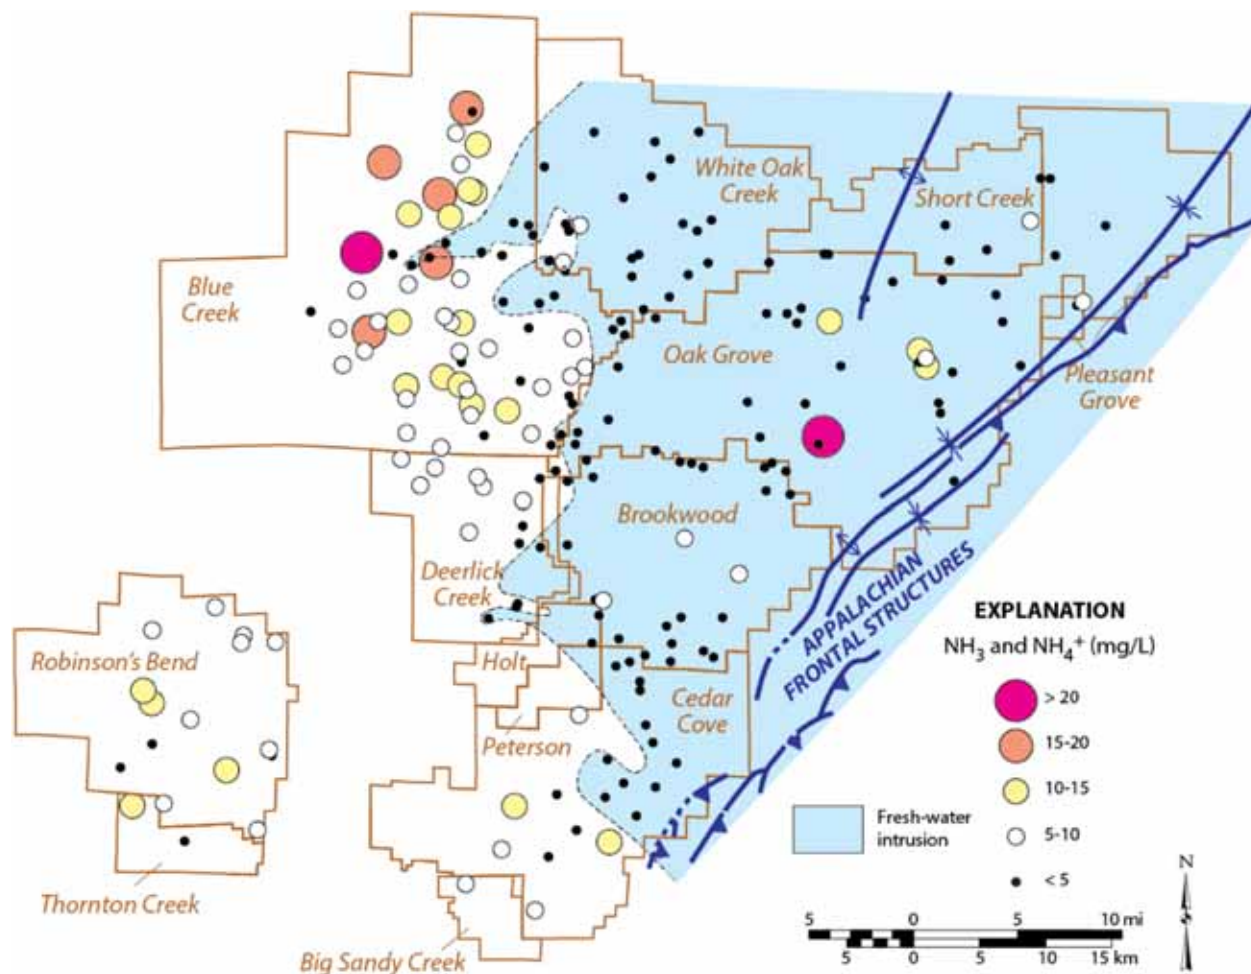 White Oak
Creek
Short Creek
Blue
Creek
Oak Grove
Pleasant
Grove
Brookwood
Deerlick
Creek
APPALACHIAN
FRONTAL STRUCTURES
Robinson's Bend
Holt
Cedar
Cove
Peterson
Thornton Creek
Big Sandy Creek
EXPLANATION
NH₃ and NH₄⁺ (mg/L)
> 20
15-20
10-15
5-10
< 5
Fresh-water
intrusion
N
5 0 5 10 mi
5 0 5 10 15 km